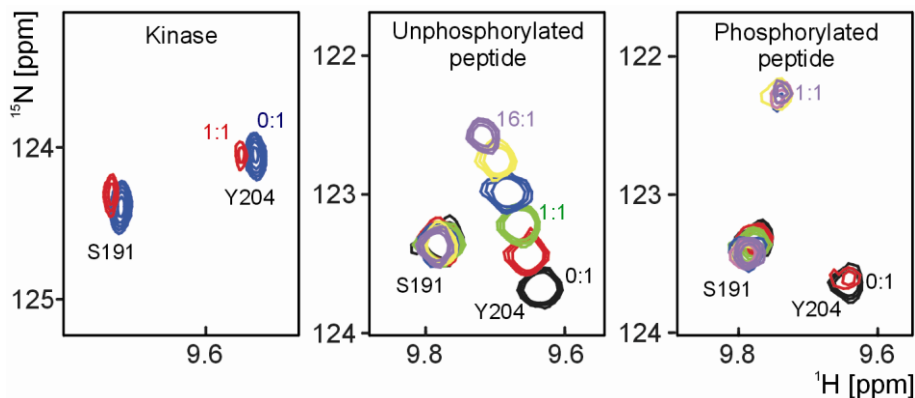 Kinase
Unphosphorylated
peptide
Phosphorylated
peptide
¹⁵N [ppm]
124
125
1:1
0:1
Y204
S191
9.6
122
123
124
16:1
1:1
0:1
S191
Y204
9.8
9.6
122
123
124
1:1
S191
Y204
0:1
9.8
9.6
¹H [ppm]